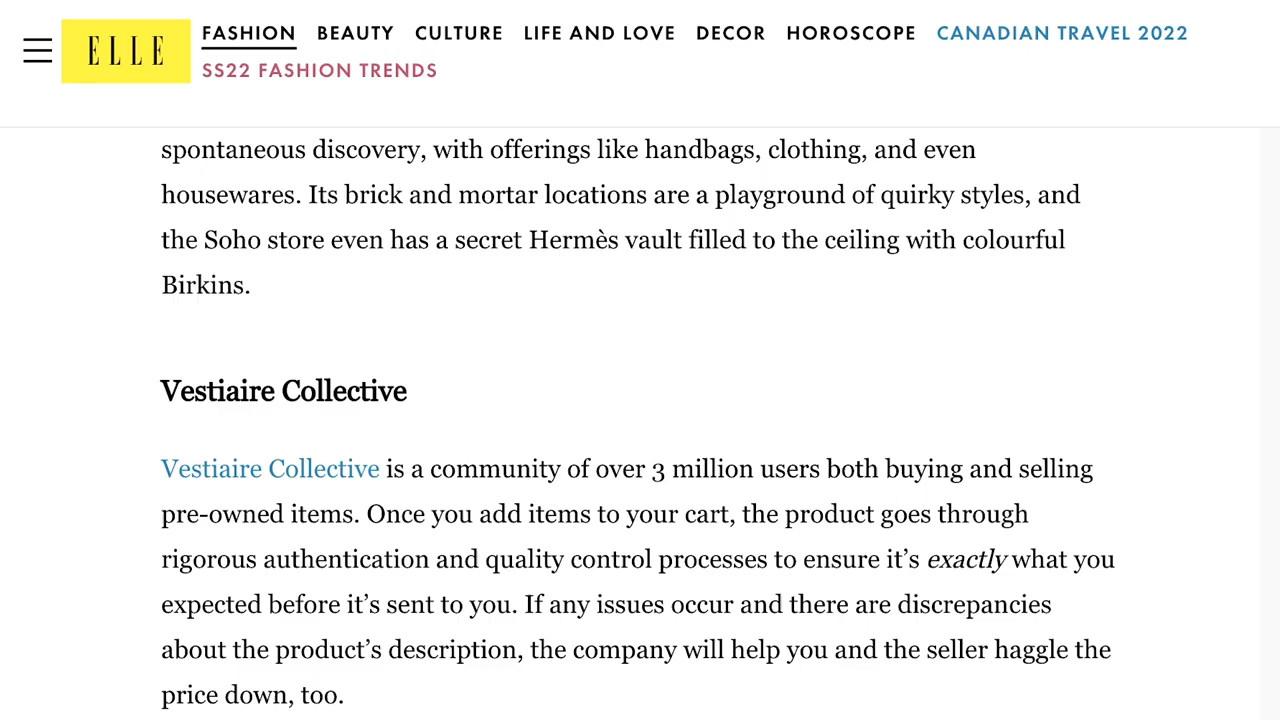 FASHION BEAUTY CULTURE LIFE AND LOVE DECOR HOROSCOPE CANADIAN TRAVEL 2022
ELLE
SS22 FASHION TRENDS
spontaneous discovery, with offerings like handbags, clothing, and even
housewares. Its brick and mortar locations are a playground of quirky styles, and
the Soho store even has a secret Hermès vault filled to the ceiling with colourful
Birkins.
Vestiaire Collective
Vestiaire Collective is a community of over 3 million users both buying and selling
pre-owned items. Once you add items to your cart, the product goes through
rigorous authentication and quality control processes to ensure it’s exactly what you
expected before it’s sent to you. If any issues occur and there are discrepancies
about the product’s description, the company will help you and the seller haggle the
price down, too.